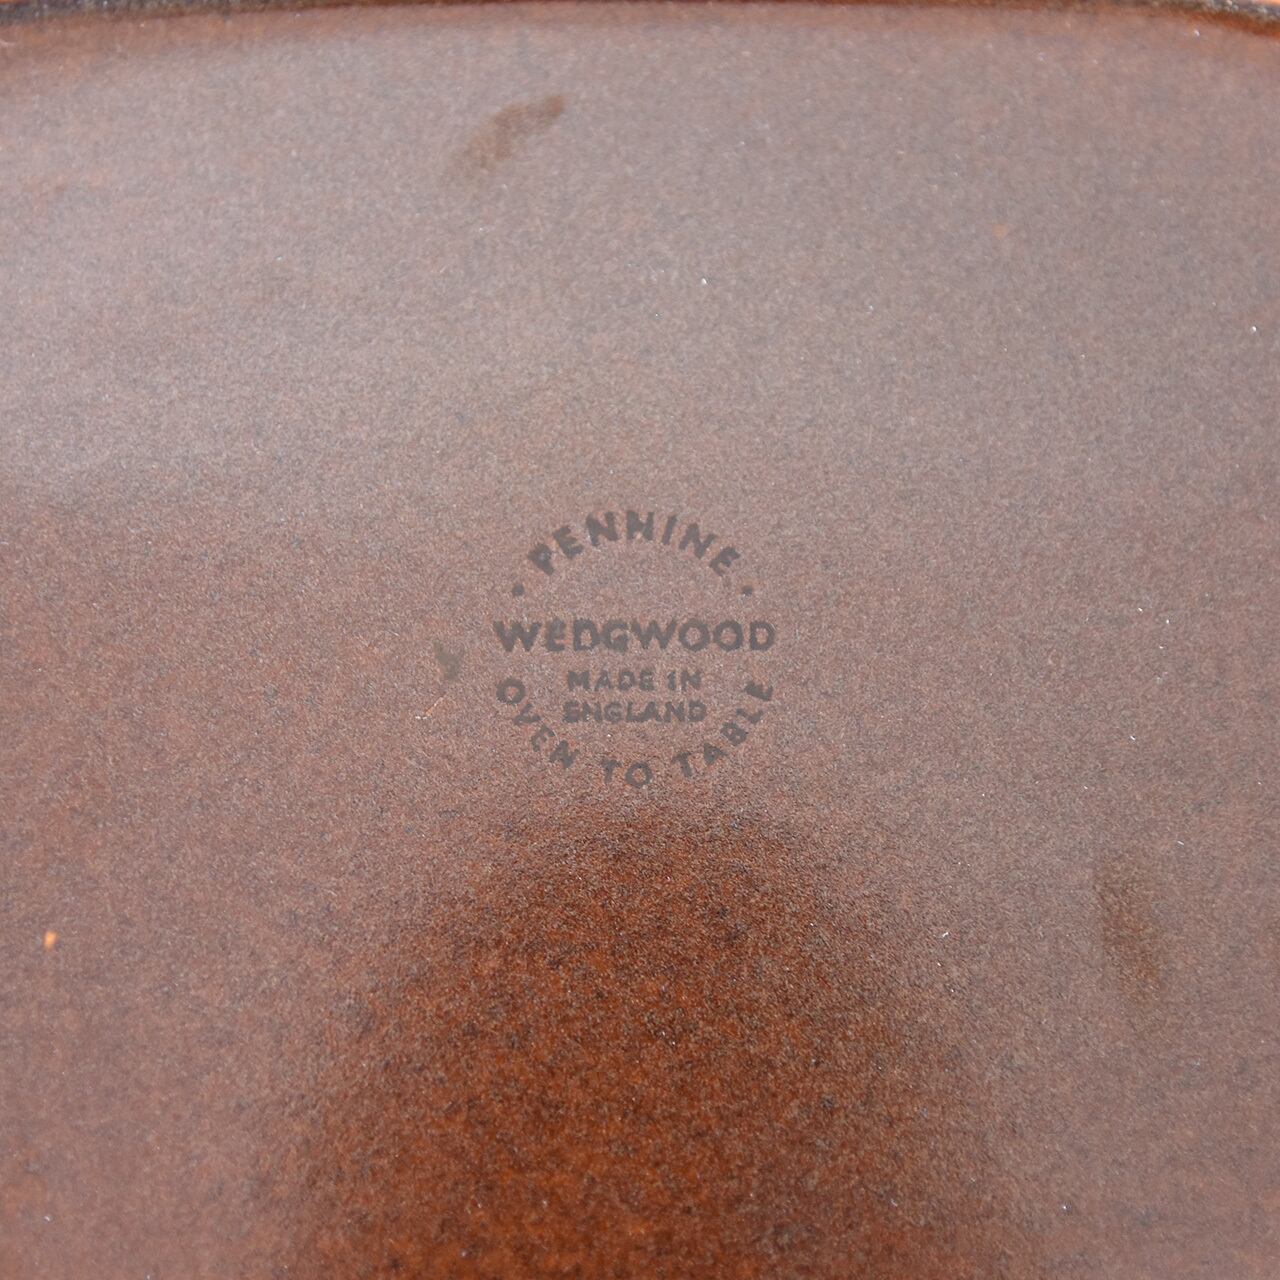 · PENNINE ·
WEDGWOOD
MADE IN
ENGLAND
OVEN TO TABLE